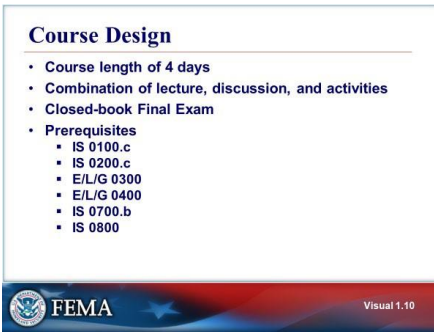 Course Design
• Course length of 4 days
• Combination of lecture, discussion, and activities
• Closed-book Final Exam
• Prerequisites
▪ IS 0100.c
▪ IS 0200.c
▪ E/L/G 0300
▪ E/L/G 0400
▪ IS 0700.b
▪ IS 0800
FEMA
Visual 1.10